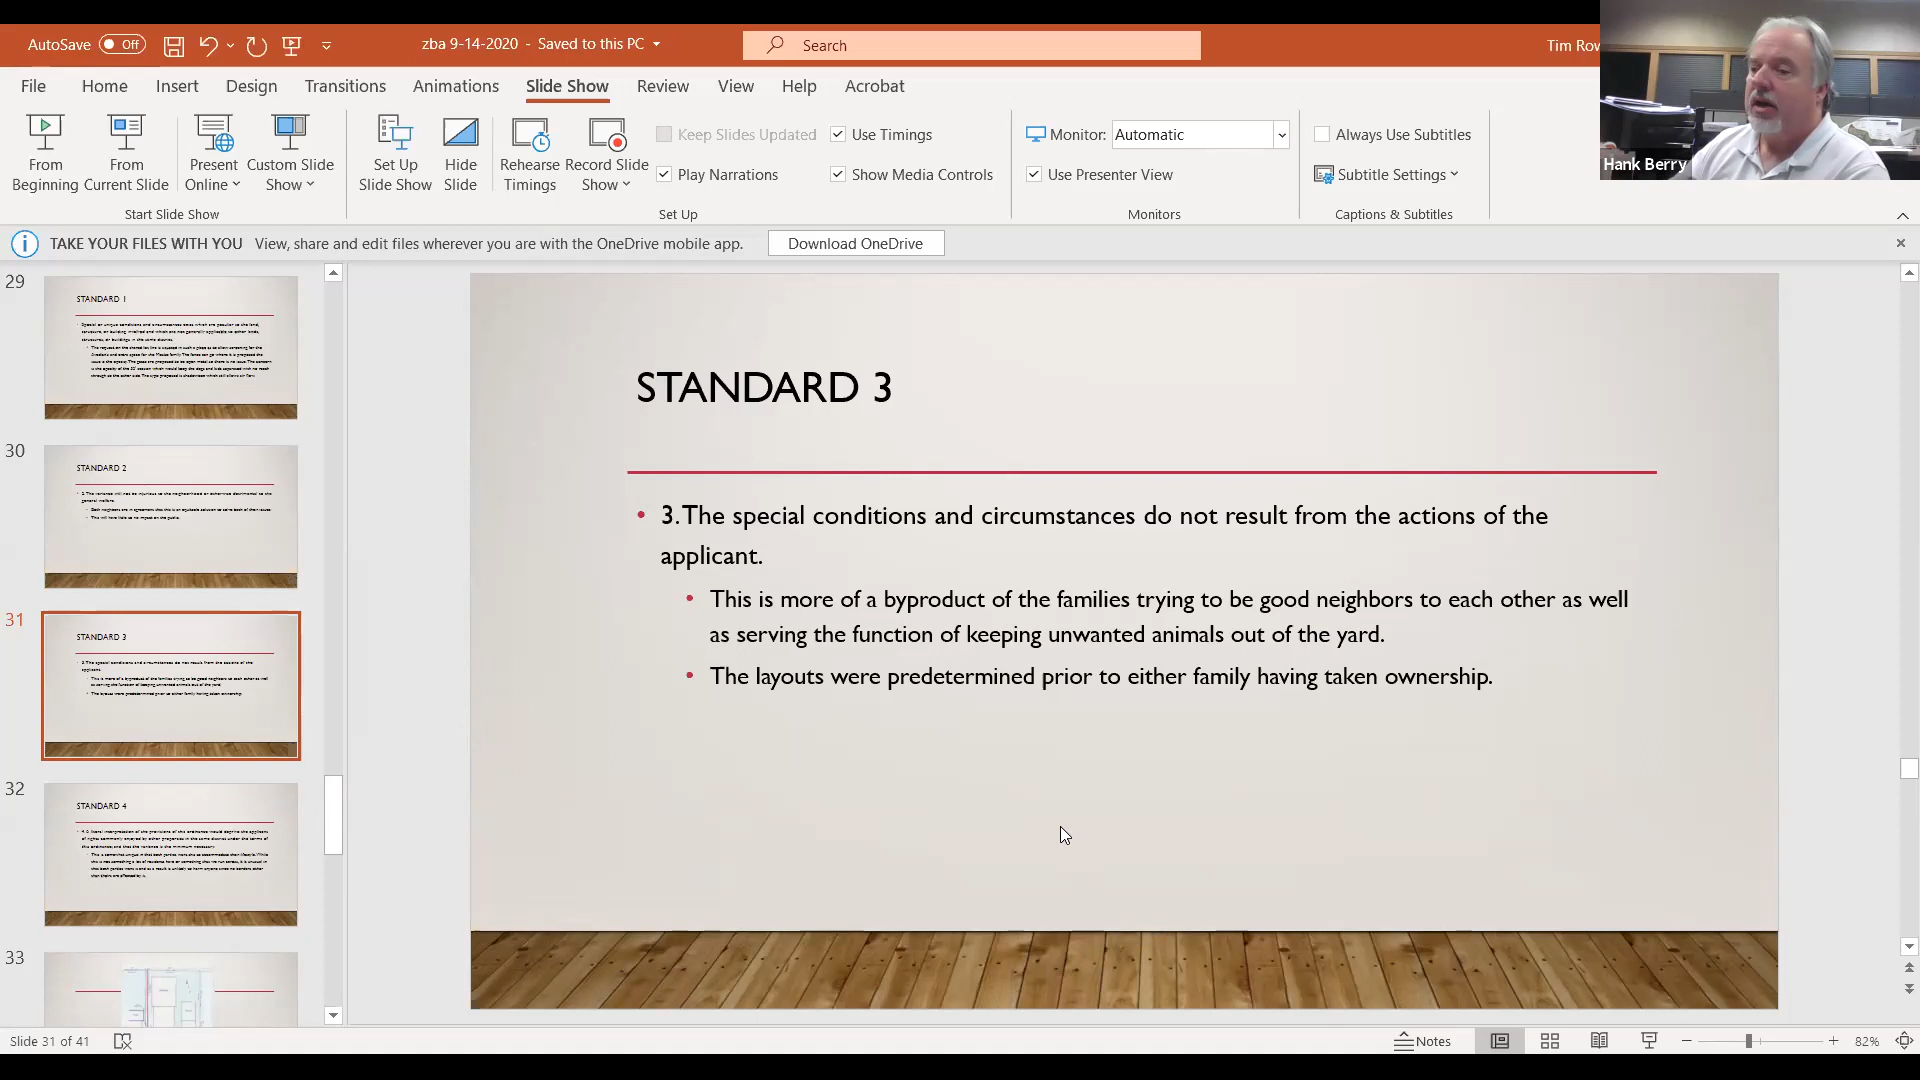 AutoSave Off
zba 9-14-2020 - Saved to this PC
Search
Tim Row
File Home Insert Design Transitions Animations Slide Show Review View Help Acrobat
From Beginning
From Current Slide
Present Online
Custom Slide Show
Set Up Slide Show
Hide Slide
Rehearse Timings
Record Slide Show
Keep Slides Updated
Use Timings
Play Narrations
Show Media Controls
Monitor: Automatic
Use Presenter View
Always Use Subtitles
Subtitle Settings
Hank Berry
Start Slide Show
Set Up
Monitors
Captions & Subtitles
TAKE YOUR FILES WITH YOU View, share and edit files wherever you are with the OneDrive mobile app. Download OneDrive
29
STANDARD 1
30
STANDARD 2
31
STANDARD 3
32
STANDARD 4
33
STANDARD 3
• 3. The special conditions and circumstances do not result from the actions of the
applicant.
• This is more of a byproduct of the families trying to be good neighbors to each other as well
as serving the function of keeping unwanted animals out of the yard.
• The layouts were predetermined prior to either family having taken ownership.
Slide 31 of 41
Notes
82%